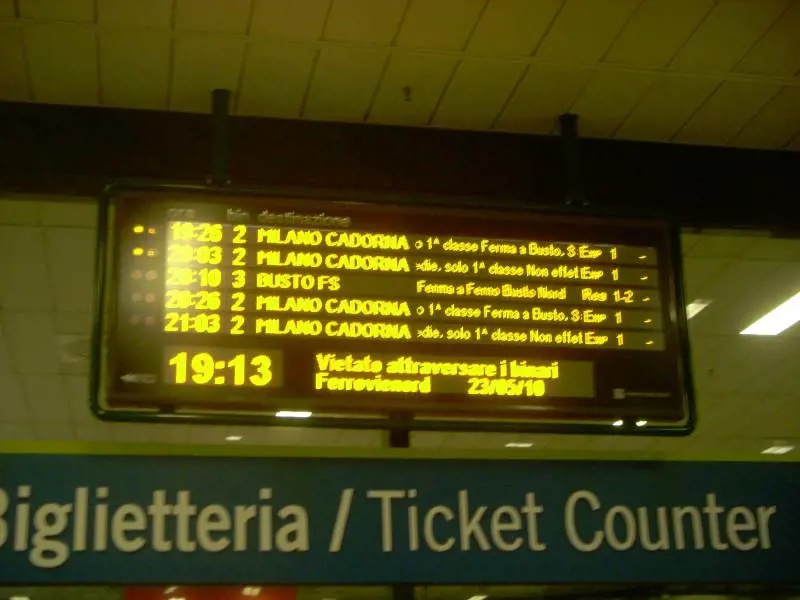 ora bin destinazione
19:26 2 MILANO CADORNA o 1ª classe Ferma a Busto, S Exp 1 -
20:03 2 MILANO CADORNA die, solo 1ª classe Non effet Exp 1 -
20:10 3 BUSTO FS Ferma a Ferno Busto Nord Reg 1-2 -
20:26 2 MILANO CADORNA o 1ª classe Ferma a Busto, S Exp 1 -
21:03 2 MILANO CADORNA die, solo 1ª classe Non effet Exp 1 -
19:13 Vietato attraversare i binari
Ferrovienord 23/05/10
Biglietteria / Ticket Counter